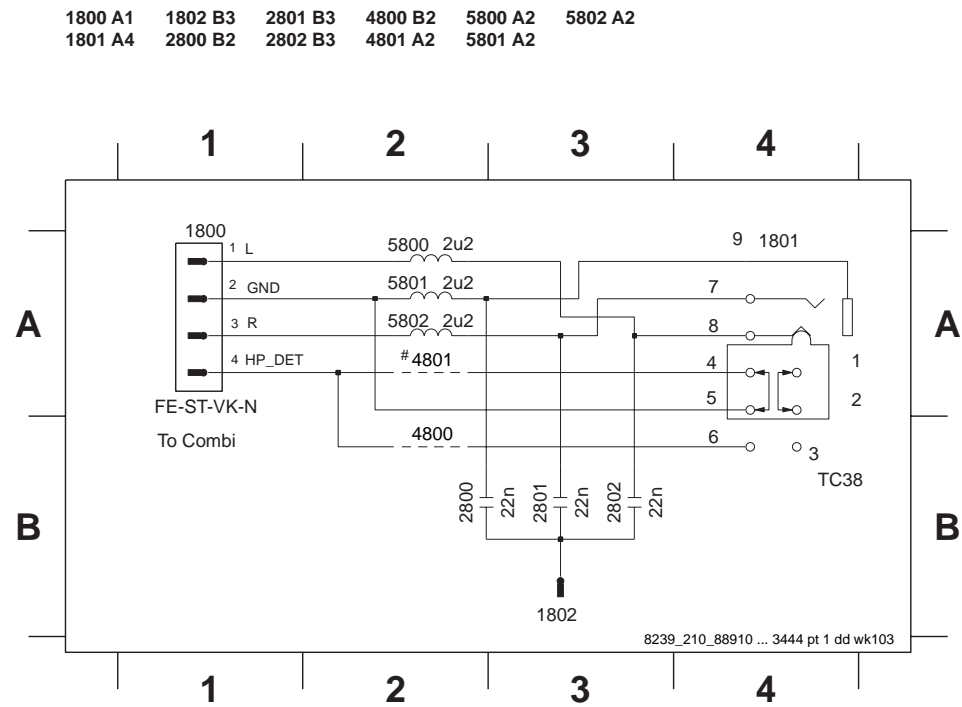 1800 A1 1802 B3 2801 B3 4800 B2 5800 A2 5802 A2
1801 A4 2800 B2 2802 B3 4801 A2 5801 A2
1 2 3 4
1800
1 L
5800 2u2
9 1801
2 GND
5801 2u2
7
A
3 R
5802 2u2
8
A
4 HP_DET
#4801
4
1
5
2
FE-ST-VK-N
To Combi
4800
6
3
TC38
2800
22n
2801
22n
2802
22n
B
B
1802
8239_210_88910 ... 3444 pt 1 dd wk103
1 2 3 4